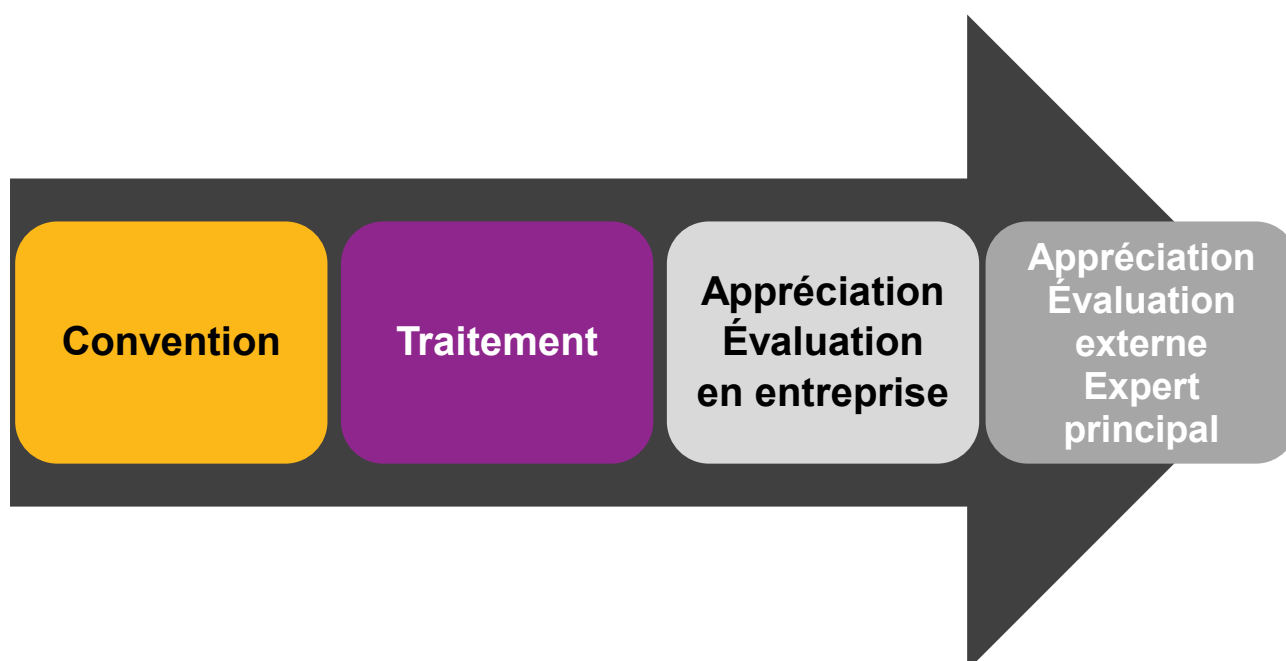 Convention
Traitement
Appréciation
Évaluation
en entreprise
Appréciation
Évaluation
externe
Expert
principal